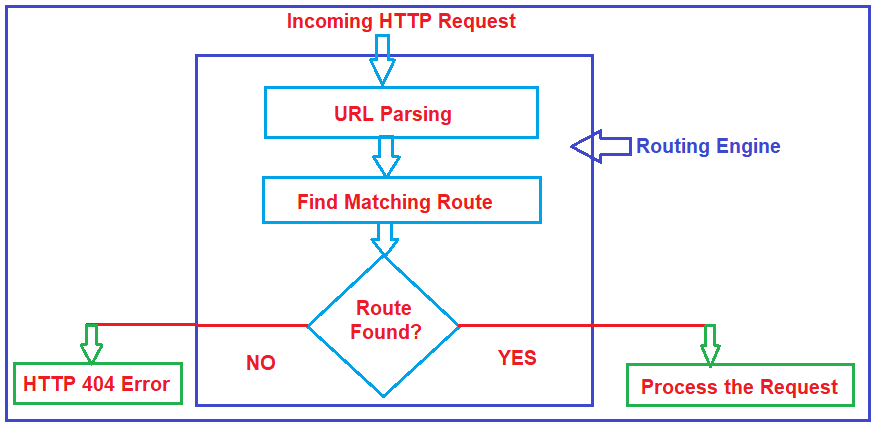 Incoming HTTP Request
URL Parsing
Routing Engine
Find Matching Route
Route
Found?
NO
YES
HTTP 404 Error
Process the Request